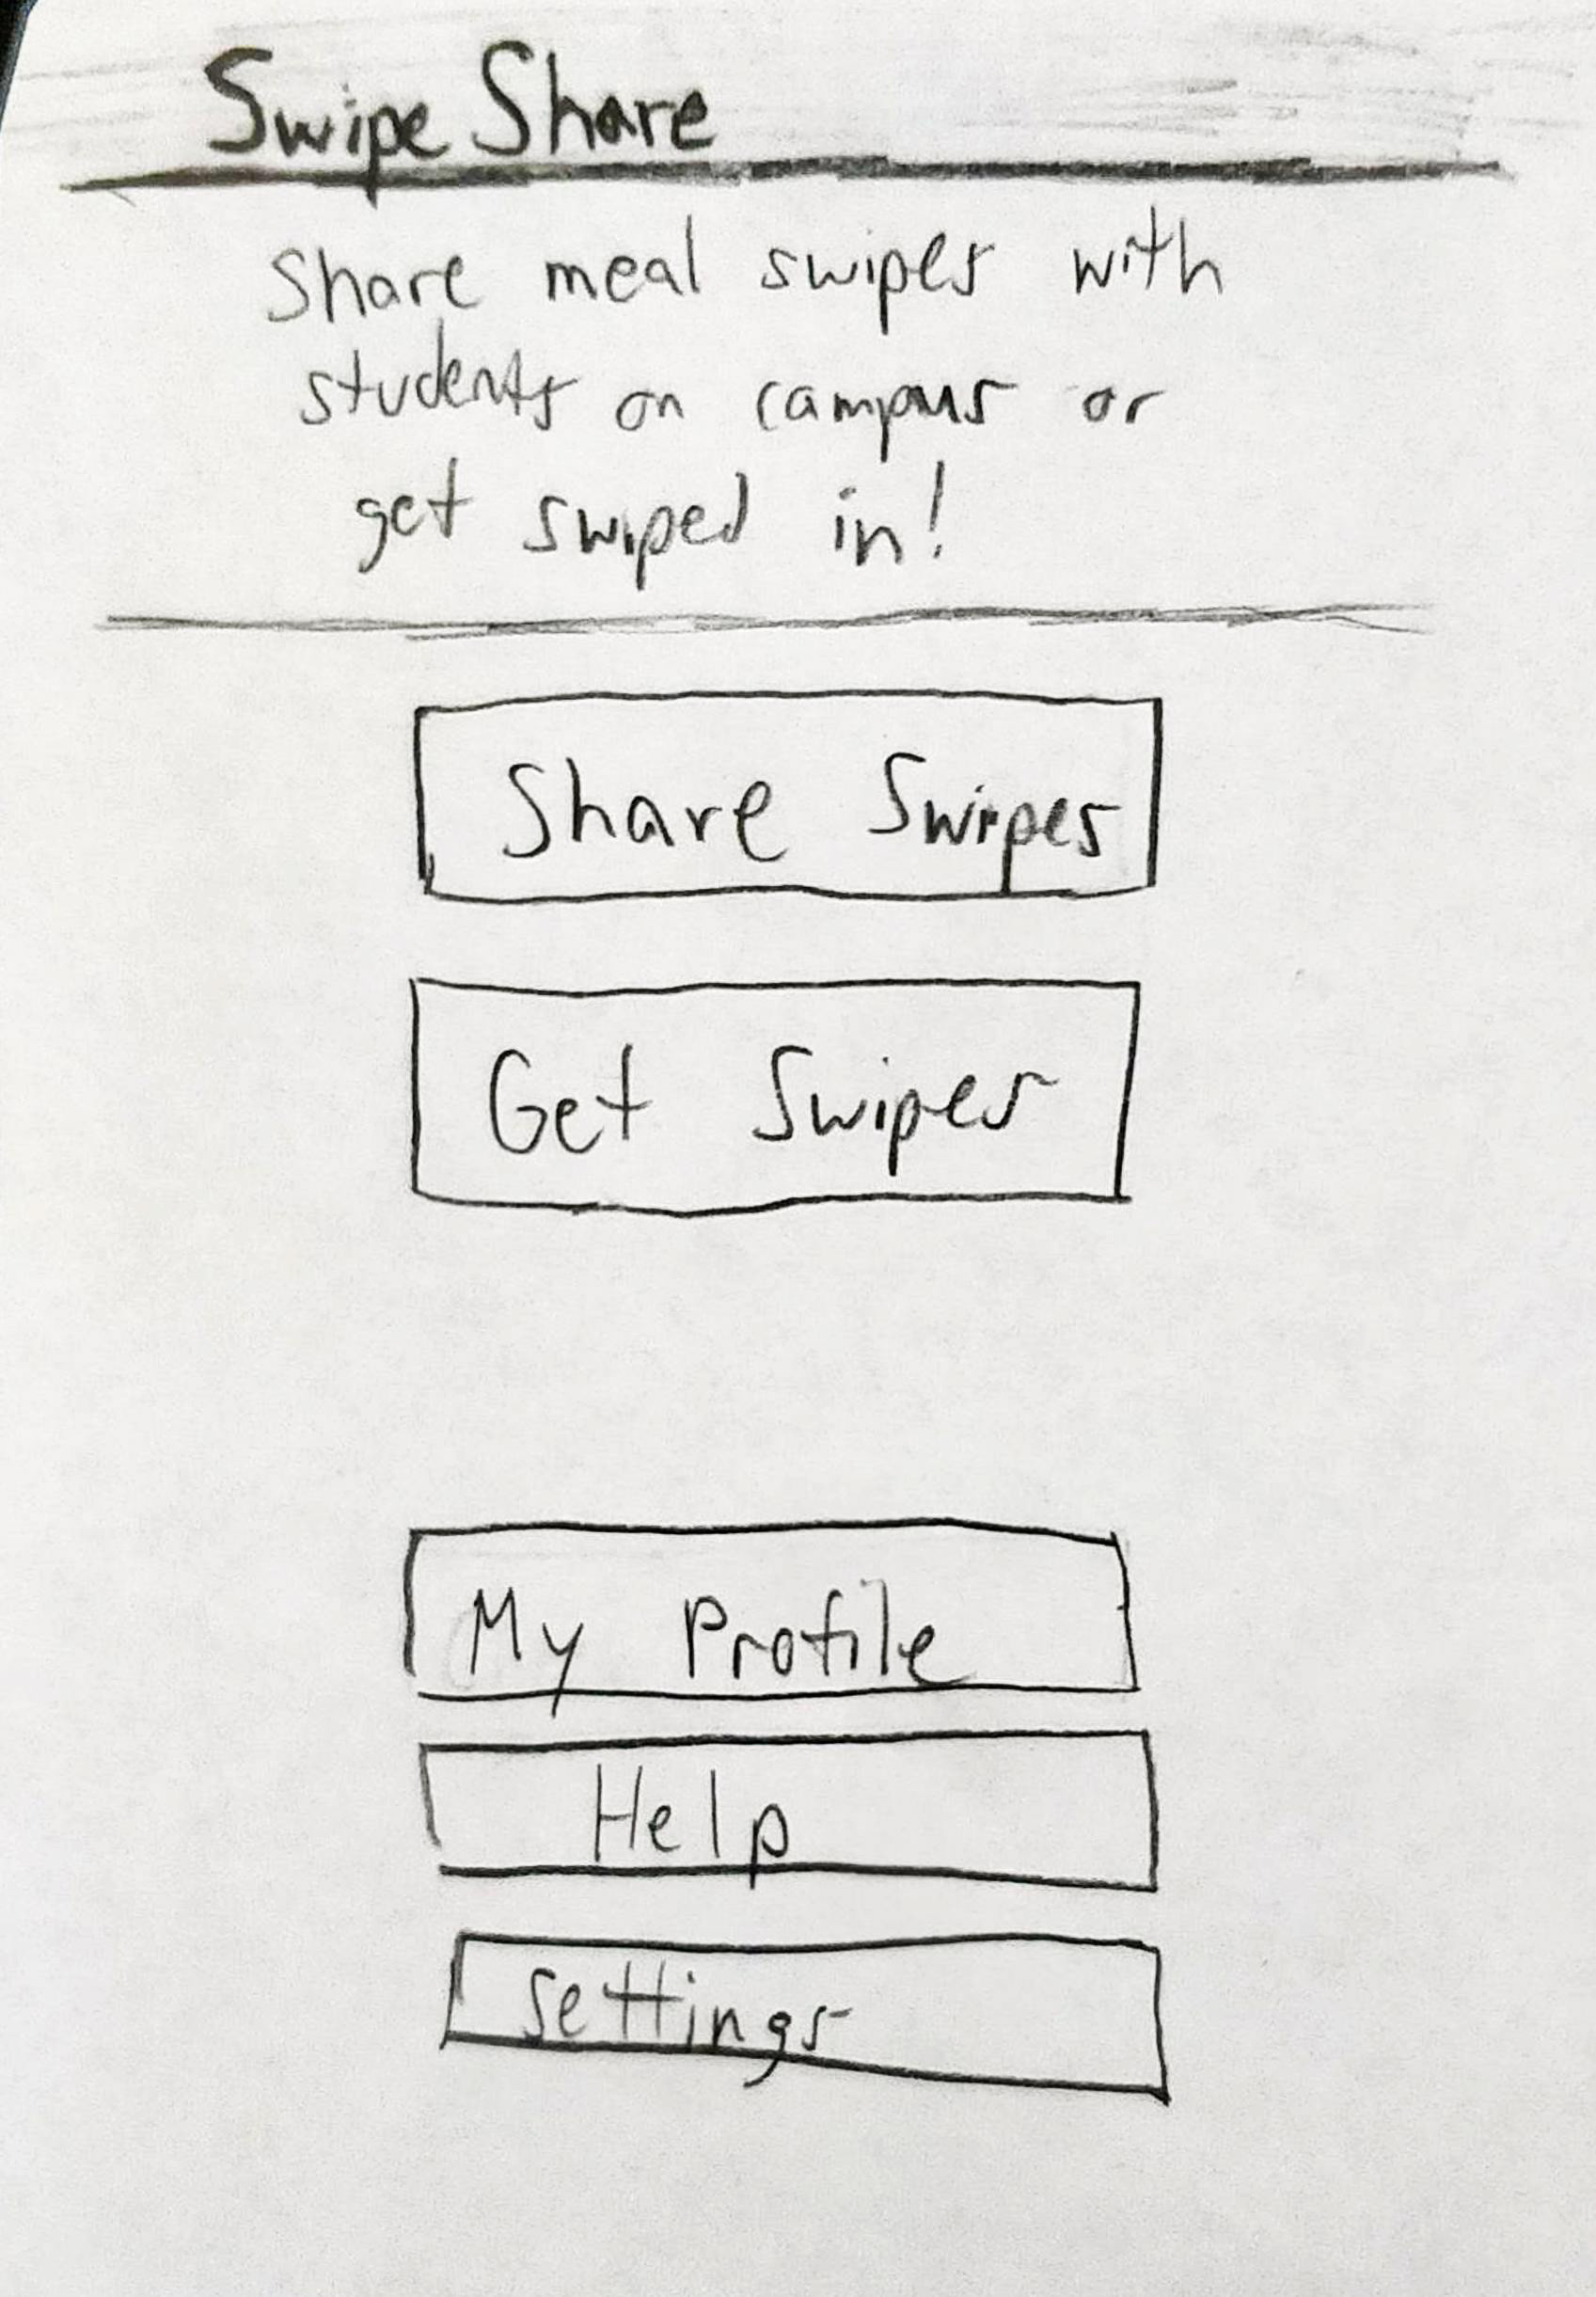 Swipe Share
Share meal swipes with
students on campus or
get swiped in!
Share Swipes
Get Swipes
My Profile
Help
Settings